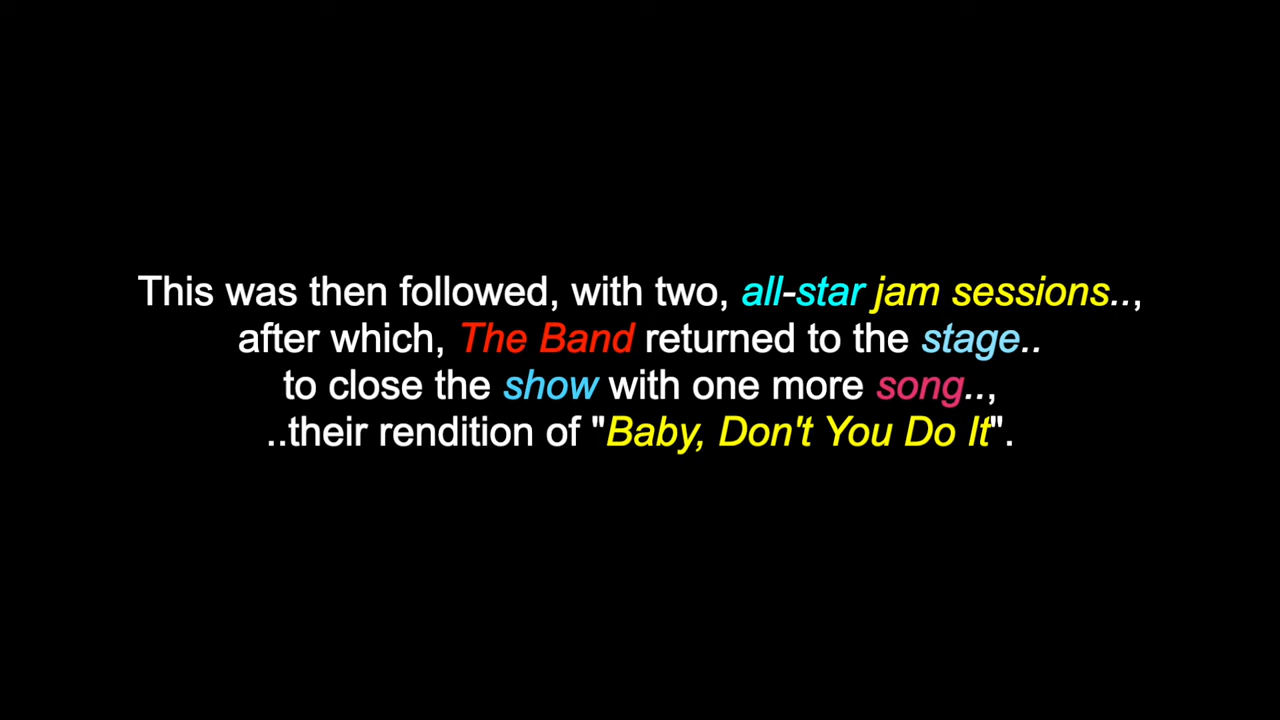 This was then followed, with two, all-star jam sessions..,
after which, The Band returned to the stage..
to close the show with one more song..,
..their rendition of "Baby, Don't You Do It".